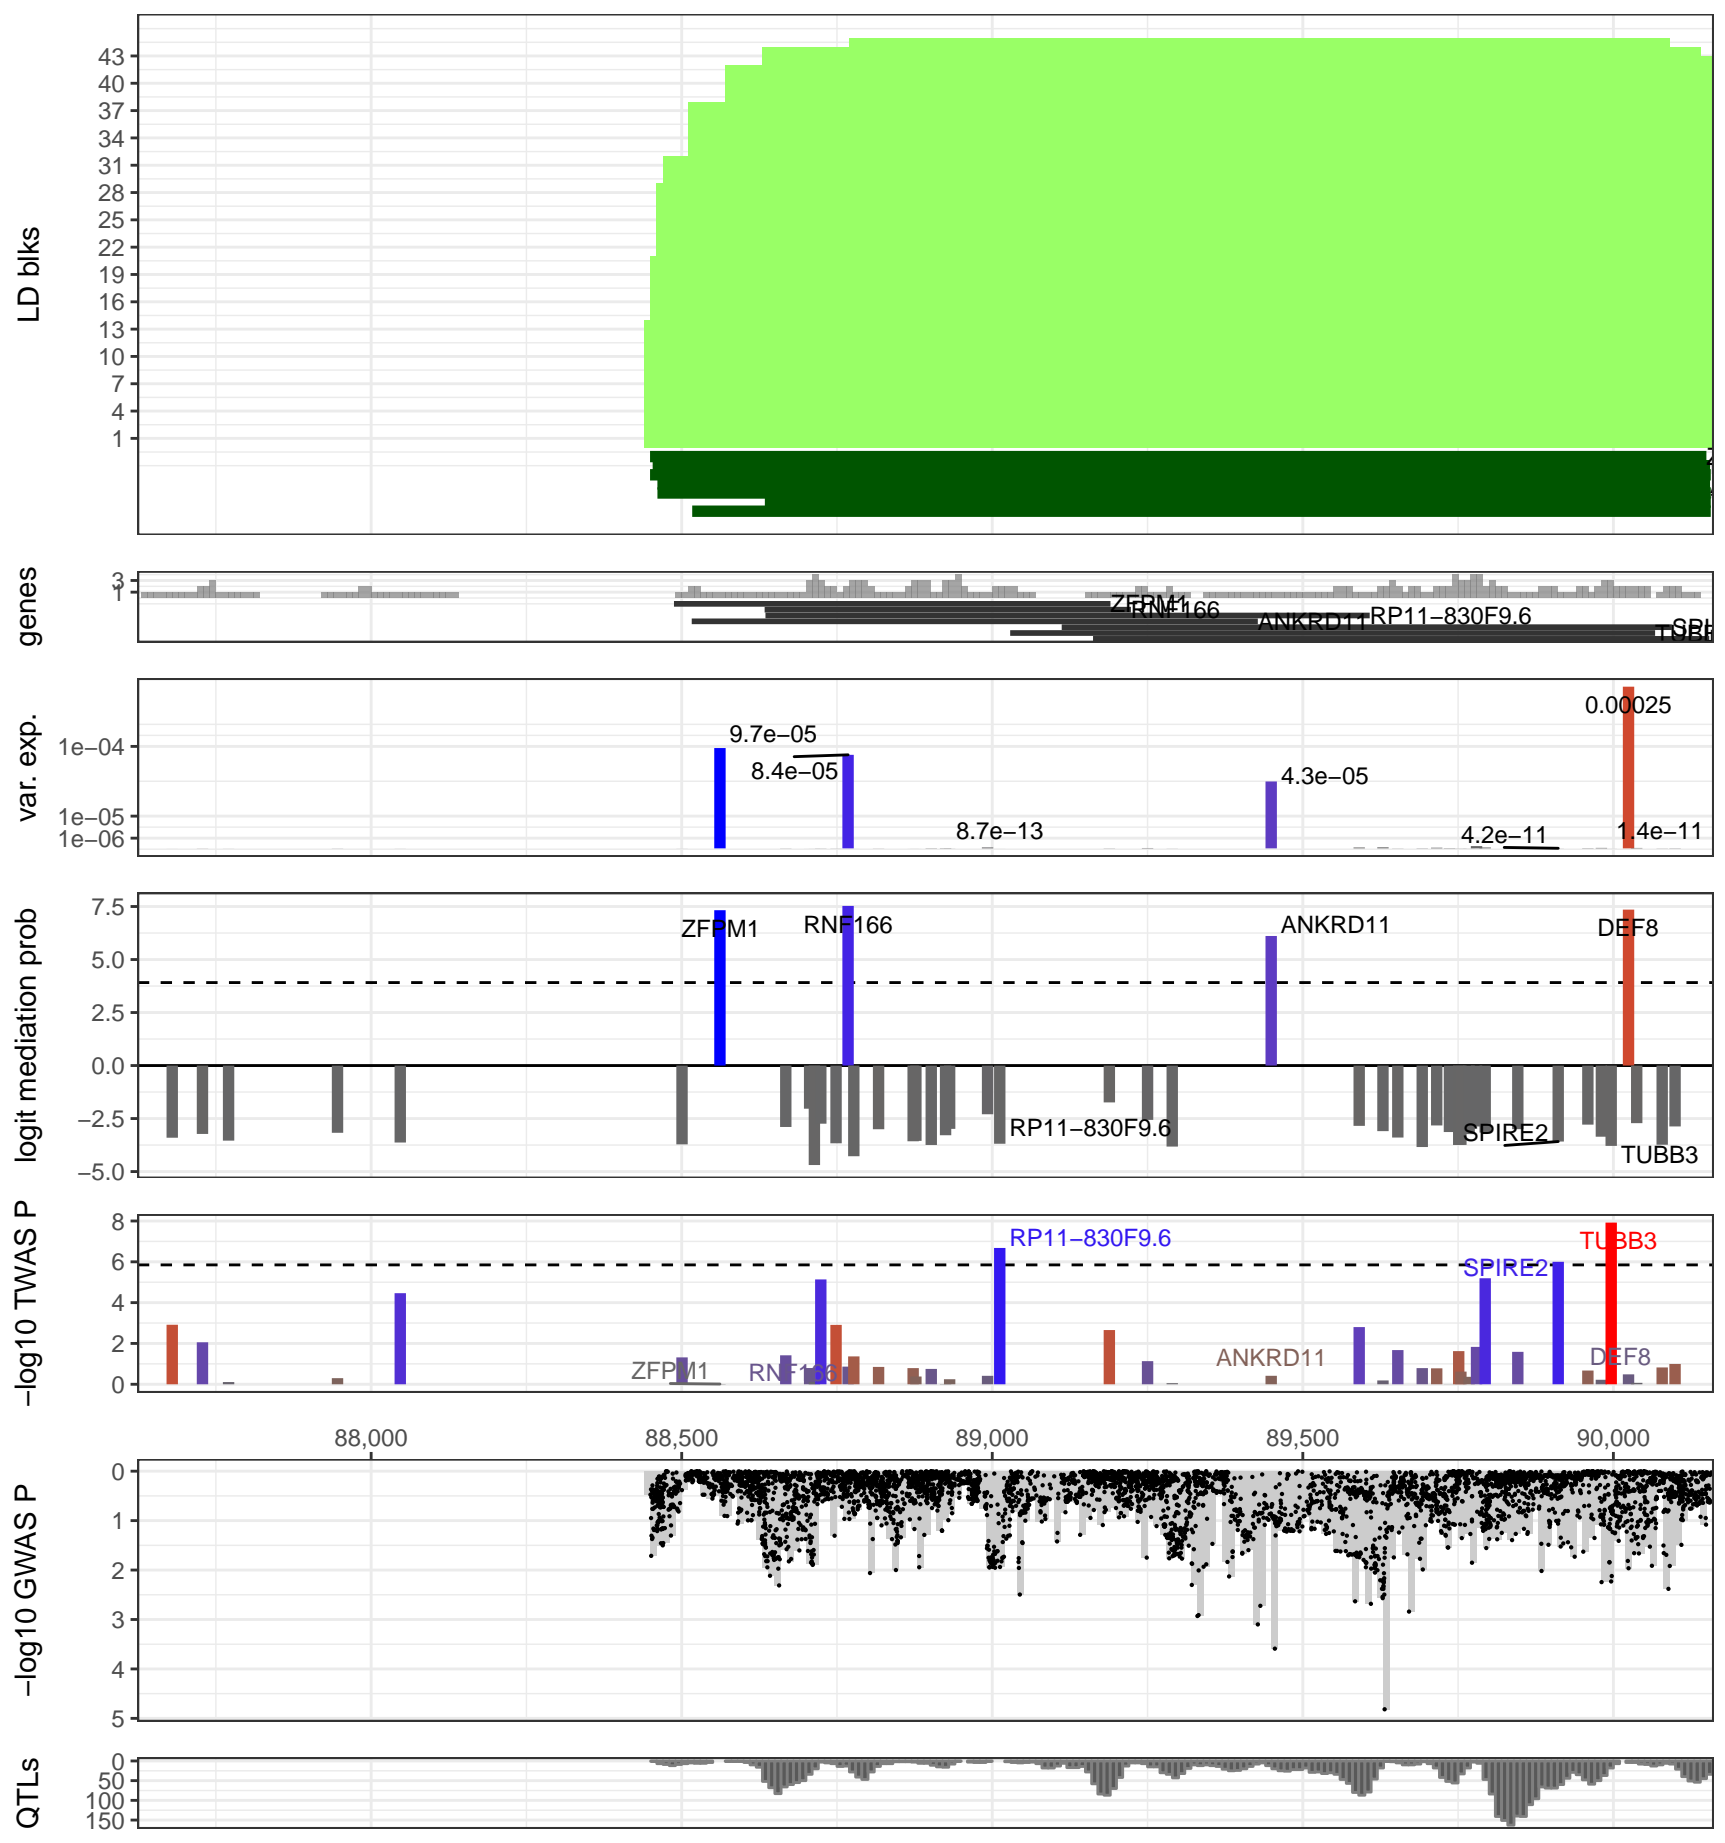 LD blks
43
40
37
34
31
28
25
22
19
16
13
10
7
4
1
genes
3
1
ZFPM1
RNF166
ANKRD11
RP11−830F9.6
TUBB
SPI
var. exp.
1e−04
1e−05
1e−06
9.7e−05
8.4e−05
8.7e−13
4.3e−05
4.2e−11
0.00025
1.4e−11
logit mediation prob
7.5
5.0
2.5
0.0
−2.5
−5.0
ZFPM1
RNF166
ANKRD11
DEF8
RP11−830F9.6
SPIRE2
TUBB3
−log10 TWAS P
8
6
4
2
0
RP11−830F9.6
TUBB3
SPIRE2
ZFPM1
RNF166
ANKRD11
DEF8
88,000 88,500 89,000 89,500 90,000
−log10 GWAS P
0
1
2
3
4
5
QTLs
0
50
100
150